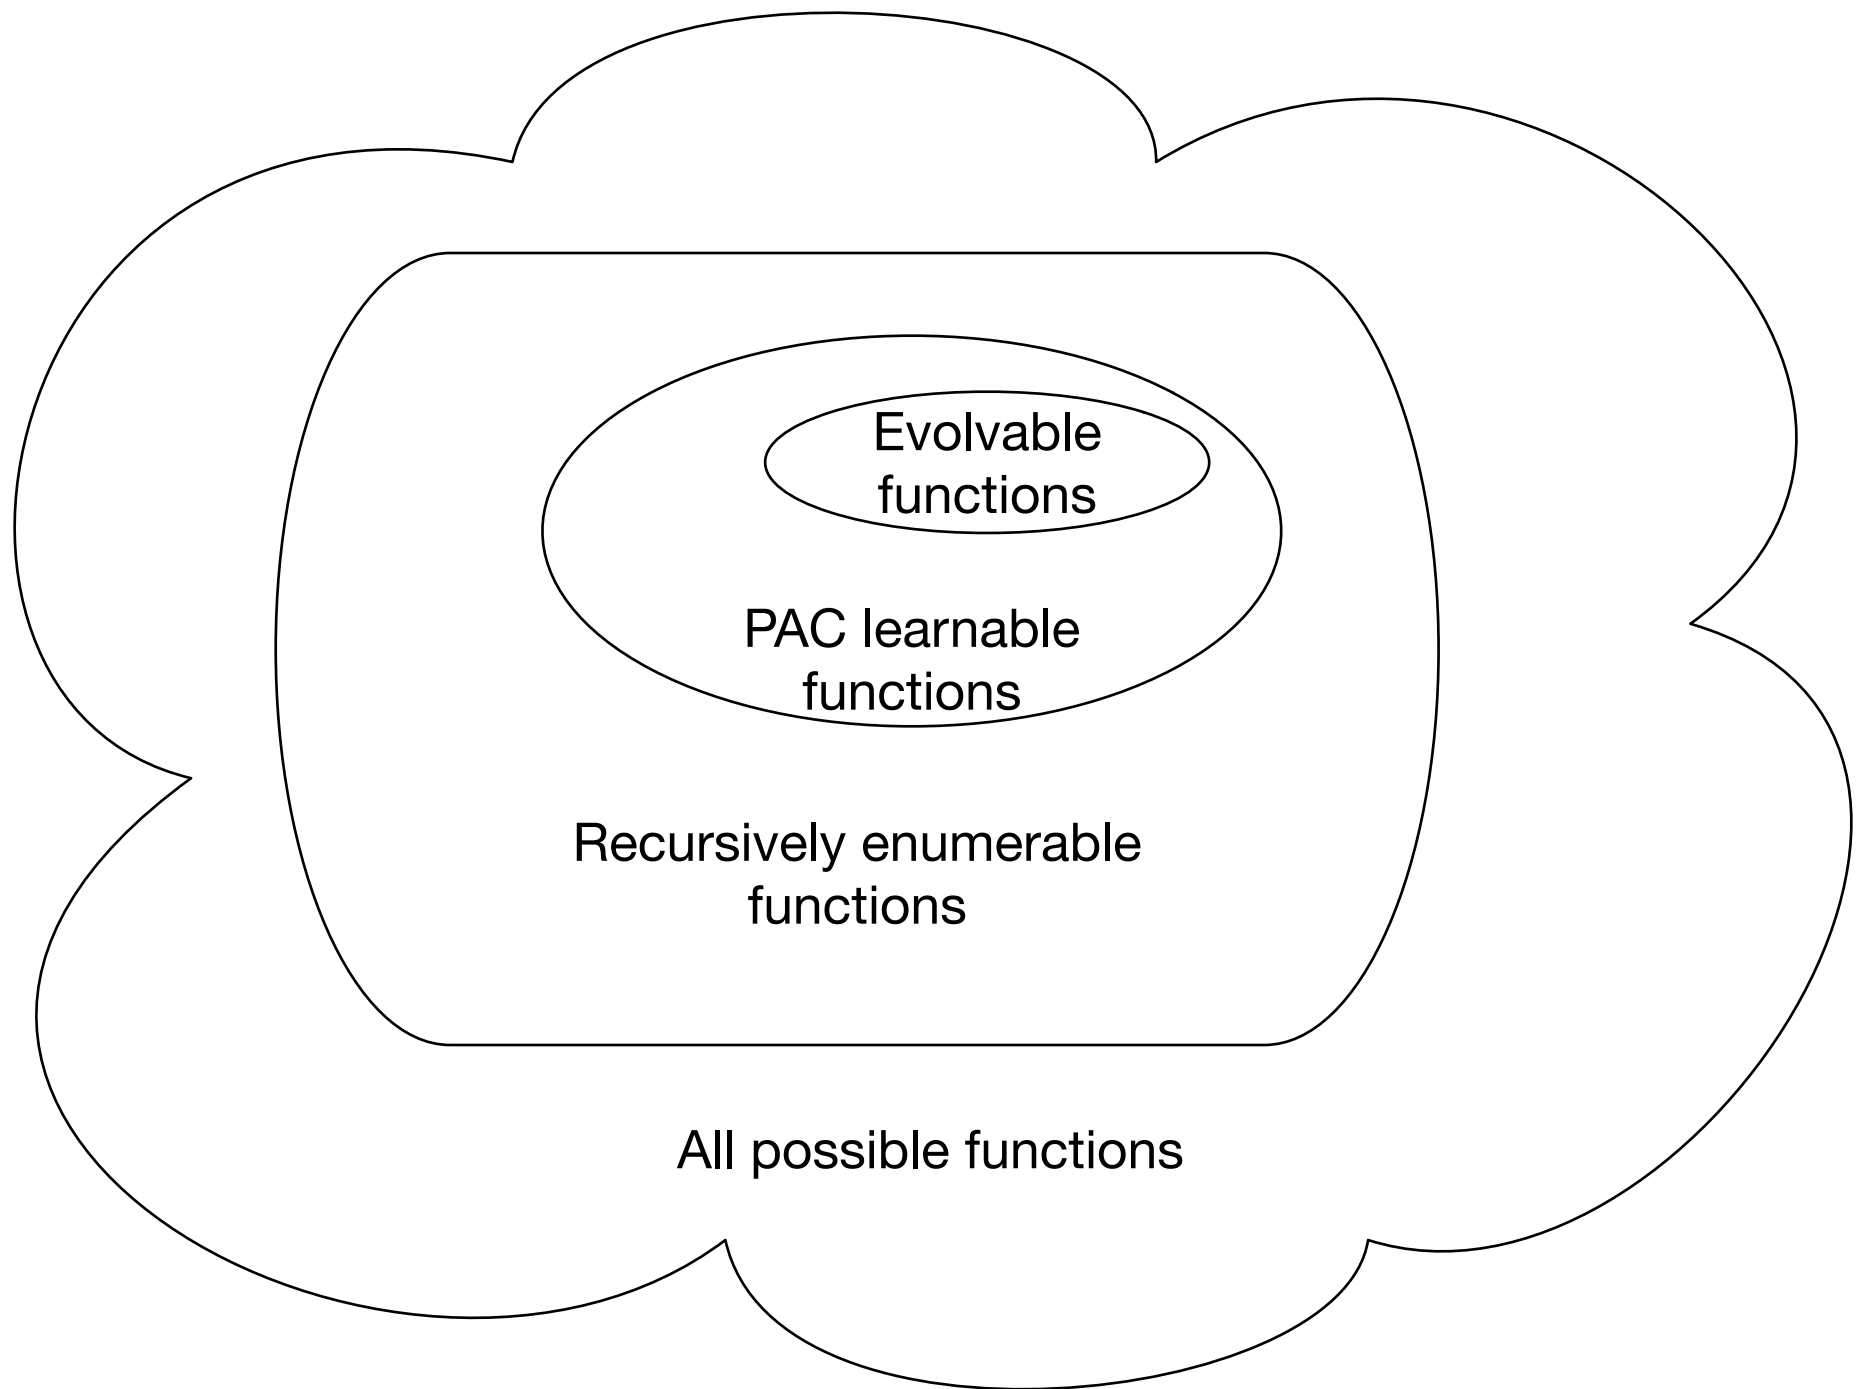 Evolvable
functions
PAC learnable
functions
Recursively enumerable
functions
All possible functions